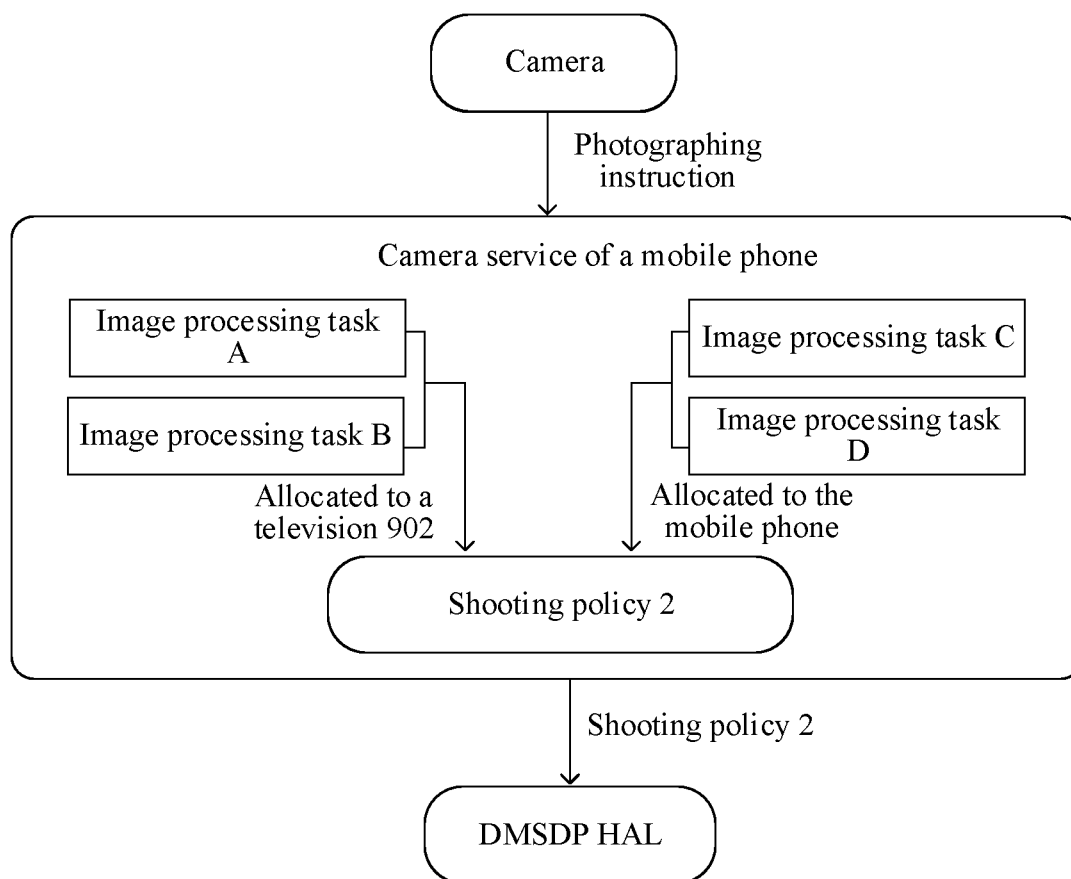 Camera
Photographing
instruction
Camera service of a mobile phone
Image processing task
A
Image processing task B
Image processing task C
Image processing task
D
Allocated to a
television 902
Allocated to the
mobile phone
Shooting policy 2
Shooting policy 2
DMSDP HAL